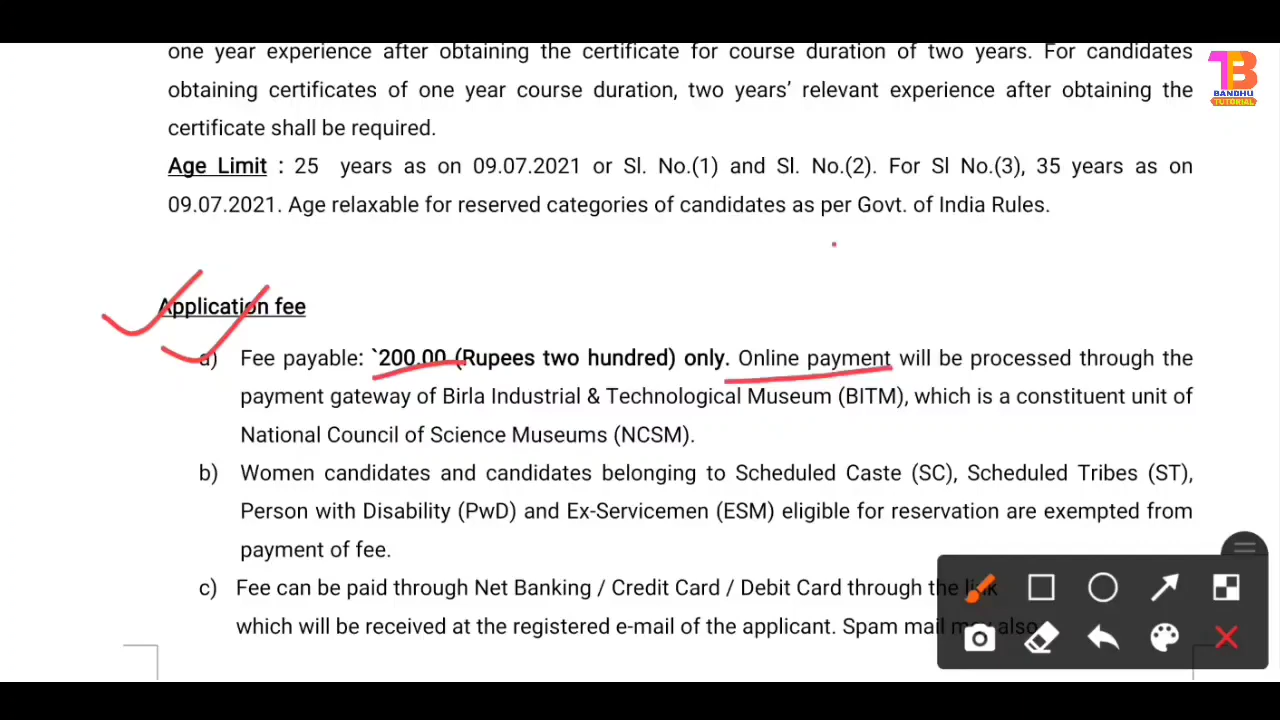 one year experience after obtaining the certificate for course duration of two years. For candidates
obtaining certificates of one year course duration, two years’ relevant experience after obtaining the
certificate shall be required.
Age Limit : 25 years as on 09.07.2021 or Sl. No.(1) and Sl. No.(2). For Sl No.(3), 35 years as on
09.07.2021. Age relaxable for reserved categories of candidates as per Govt. of India Rules.
Application fee
a) Fee payable: `200.00 (Rupees two hundred) only. Online payment will be processed through the
payment gateway of Birla Industrial & Technological Museum (BITM), which is a constituent unit of
National Council of Science Museums (NCSM).
b) Women candidates and candidates belonging to Scheduled Caste (SC), Scheduled Tribes (ST),
Person with Disability (PwD) and Ex-Servicemen (ESM) eligible for reservation are exempted from
payment of fee.
c) Fee can be paid through Net Banking / Credit Card / Debit Card through the link
which will be received at the registered e-mail of the applicant. Spam mail may also
TB
BANDHU
TUTORIAL